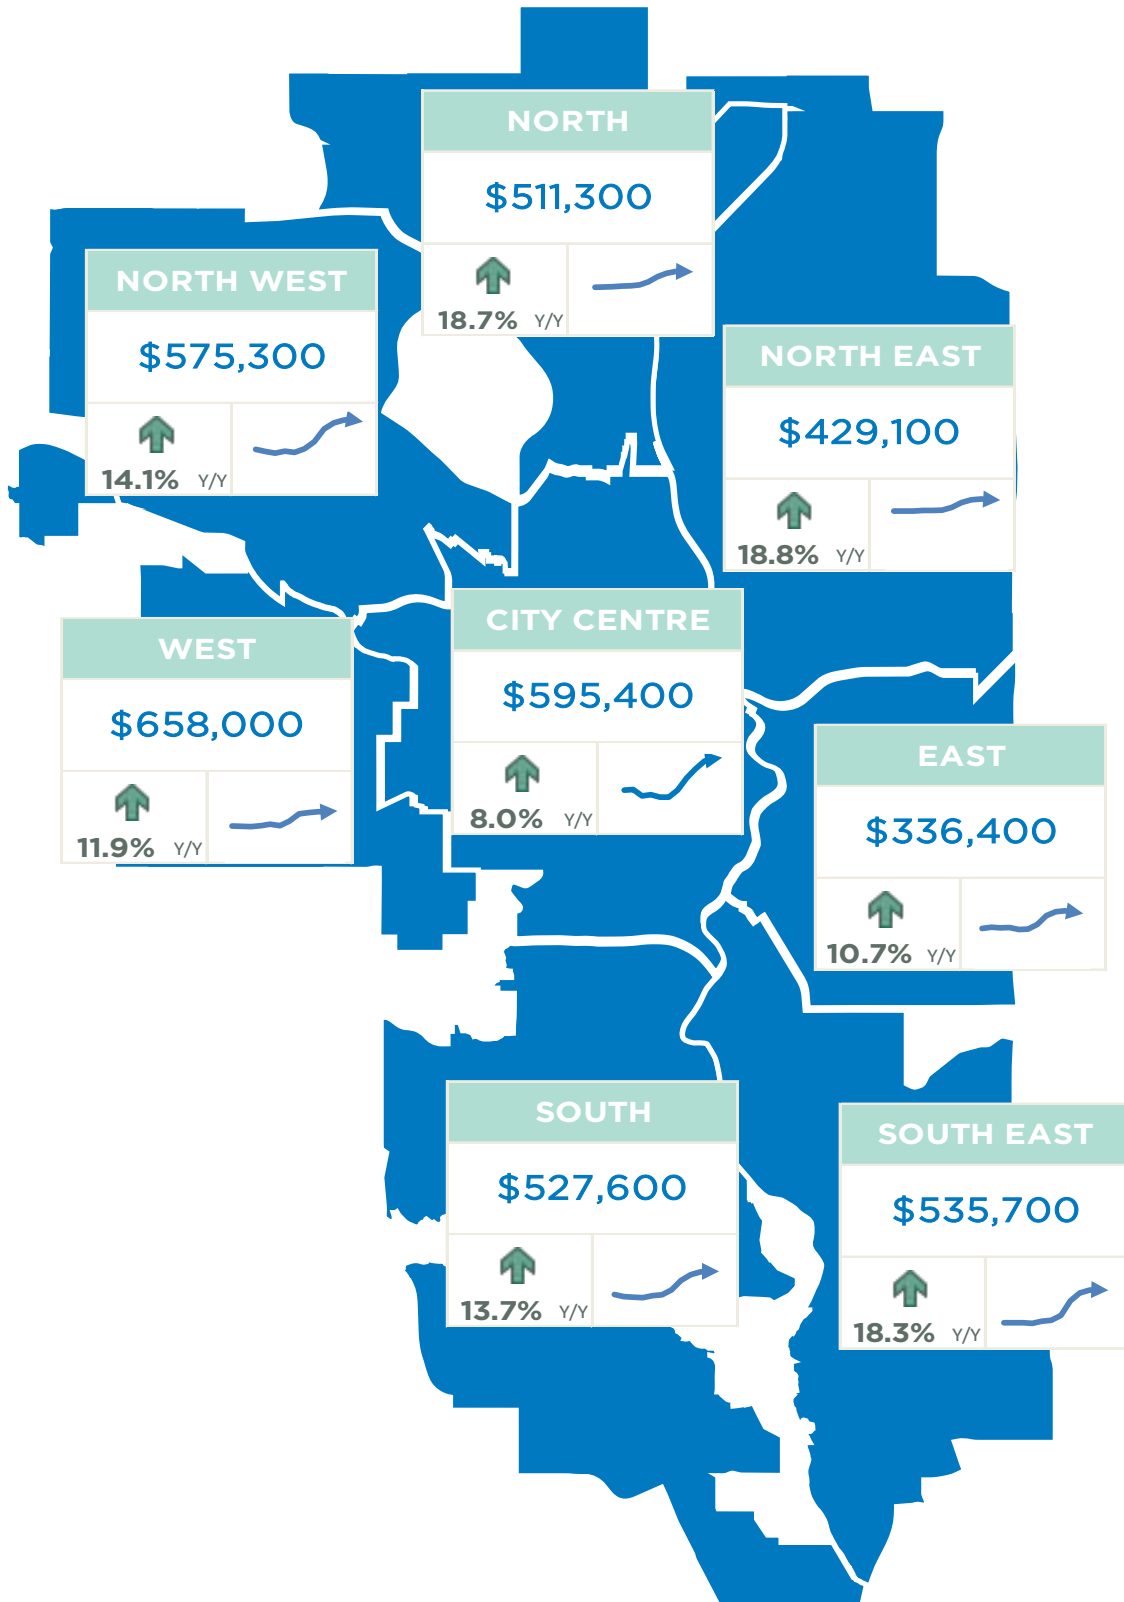 NORTH
$511,300
18.7% Y/Y
NORTH WEST
$575,300
14.1% Y/Y
NORTH EAST
$429,100
18.8% Y/Y
CITY CENTRE
$595,400
8.0% Y/Y
WEST
$658,000
11.9% Y/Y
EAST
$336,400
10.7% Y/Y
SOUTH
$527,600
13.7% Y/Y
SOUTH EAST
$535,700
18.3% Y/Y